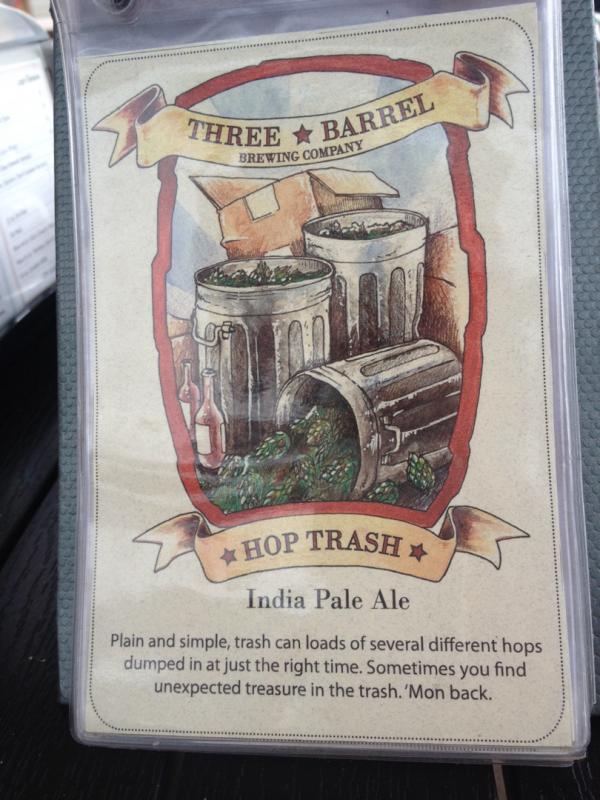 THREE ★ BARREL
BREWING COMPANY
★ HOP TRASH ★
India Pale Ale
Plain and simple, trash can loads of several different hops
dumped in at just the right time. Sometimes you find
unexpected treasure in the trash. 'Mon back.